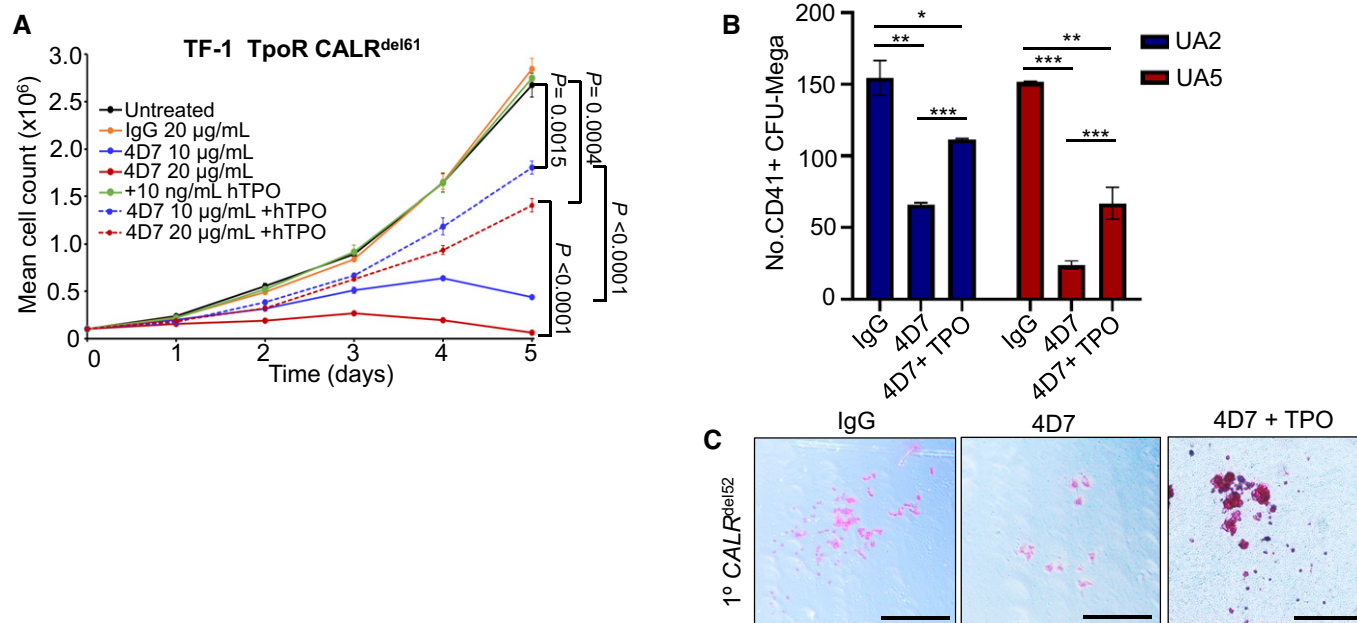 A
TF-1 TpoR CALRdel61
Mean cell count (x10⁶)
3.0
2.5
2.0
1.5
1.0
0.5
0
Untreated
IgG 20 µg/mL
4D7 10 µg/mL
4D7 20 µg/mL
+10 ng/mL hTPO
4D7 10 µg/mL +hTPO
4D7 20 µg/mL +hTPO
0 1 2 3 4 5
Time (days)
P= 0.0015
P= 0.0004
P <0.0001
P <0.0001
B
No.CD41+ CFU-Mega
200
150
100
50
0
*
**
***
**
***
***
UA2
UA5
IgG
4D7
4D7+ TPO
IgG
4D7
4D7+ TPO
C
IgG 4D7 4D7 + TPO
1º CALRdel52